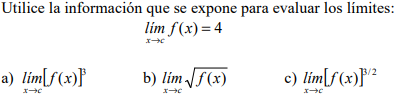 Utilice la información que se expone para evaluar los límites:
lím f(x) = 4
x→c
a) lím[f(x)]³ b) lím √f(x) c) lím[f(x)]³/²
x→c x→c x→c